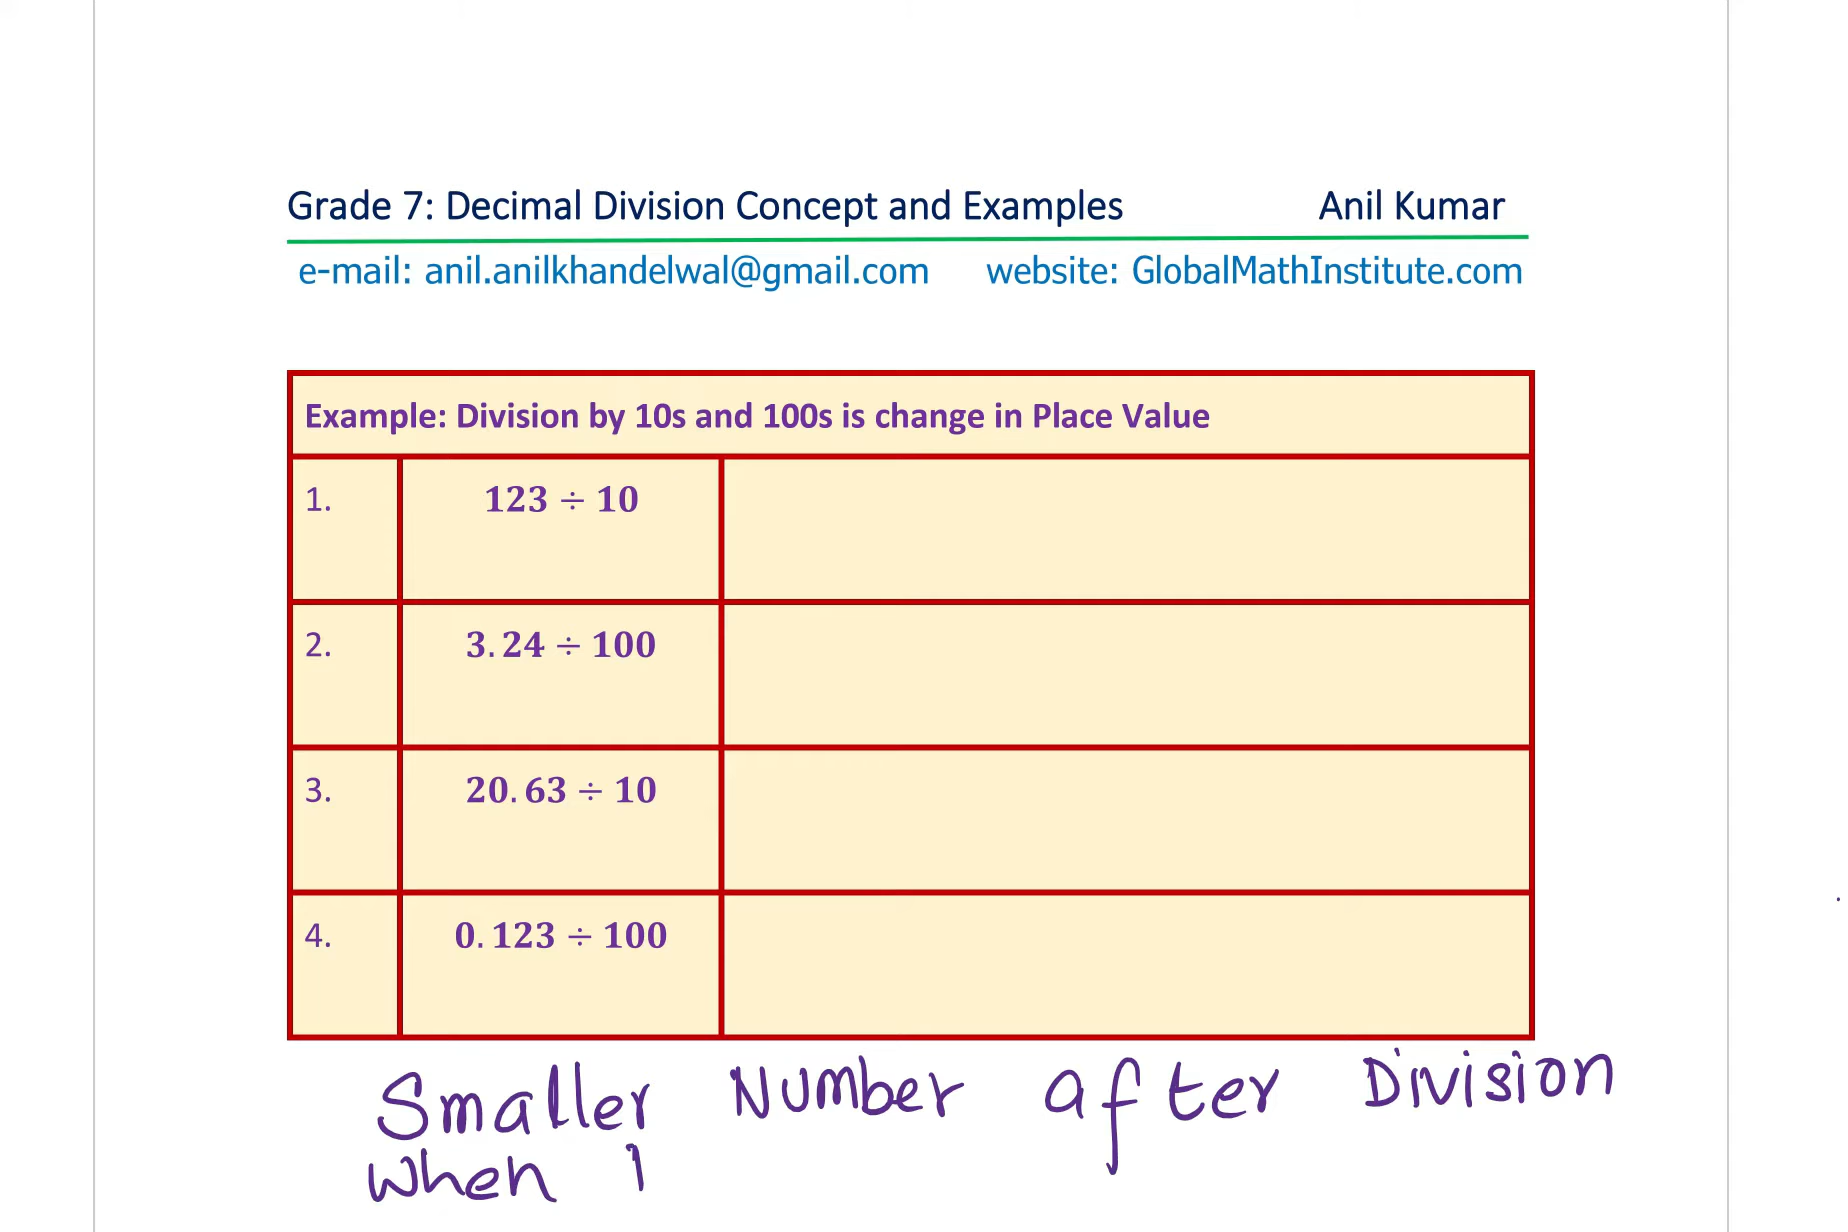 Grade 7: Decimal Division Concept and Examples Anil Kumar
e-mail: anil.anilkhandelwal@gmail.com website: GlobalMathInstitute.com
Example: Division by 10s and 100s is change in Place Value
1. 123 ÷ 10
2. 3.24 ÷ 100
3. 20.63 ÷ 10
4. 0.123 ÷ 100
Smaller Number after Division
when